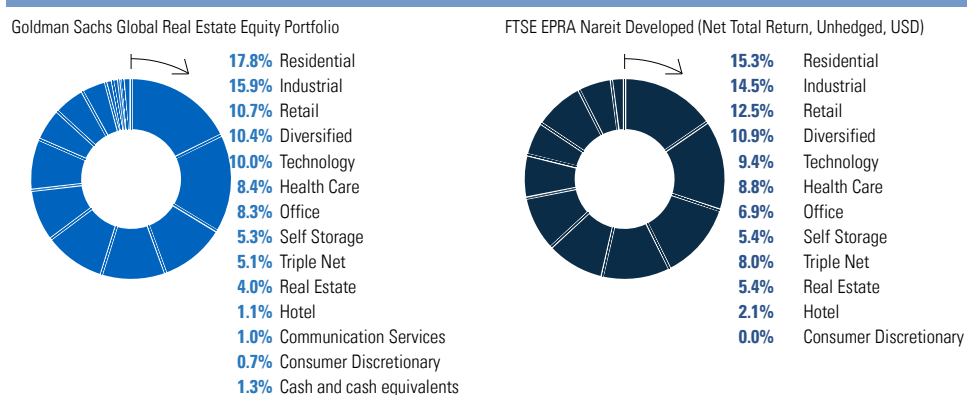 Goldman Sachs Global Real Estate Equity Portfolio
17.8% Residential
15.9% Industrial
10.7% Retail
10.4% Diversified
10.0% Technology
8.4% Health Care
8.3% Office
5.3% Self Storage
5.1% Triple Net
4.0% Real Estate
1.1% Hotel
1.0% Communication Services
0.7% Consumer Discretionary
1.3% Cash and cash equivalents
FTSE EPRA Nareit Developed (Net Total Return, Unhedged, USD)
15.3% Residential
14.5% Industrial
12.5% Retail
10.9% Diversified
9.4% Technology
8.8% Health Care
6.9% Office
5.4% Self Storage
8.0% Triple Net
5.4% Real Estate
2.1% Hotel
0.0% Consumer Discretionary